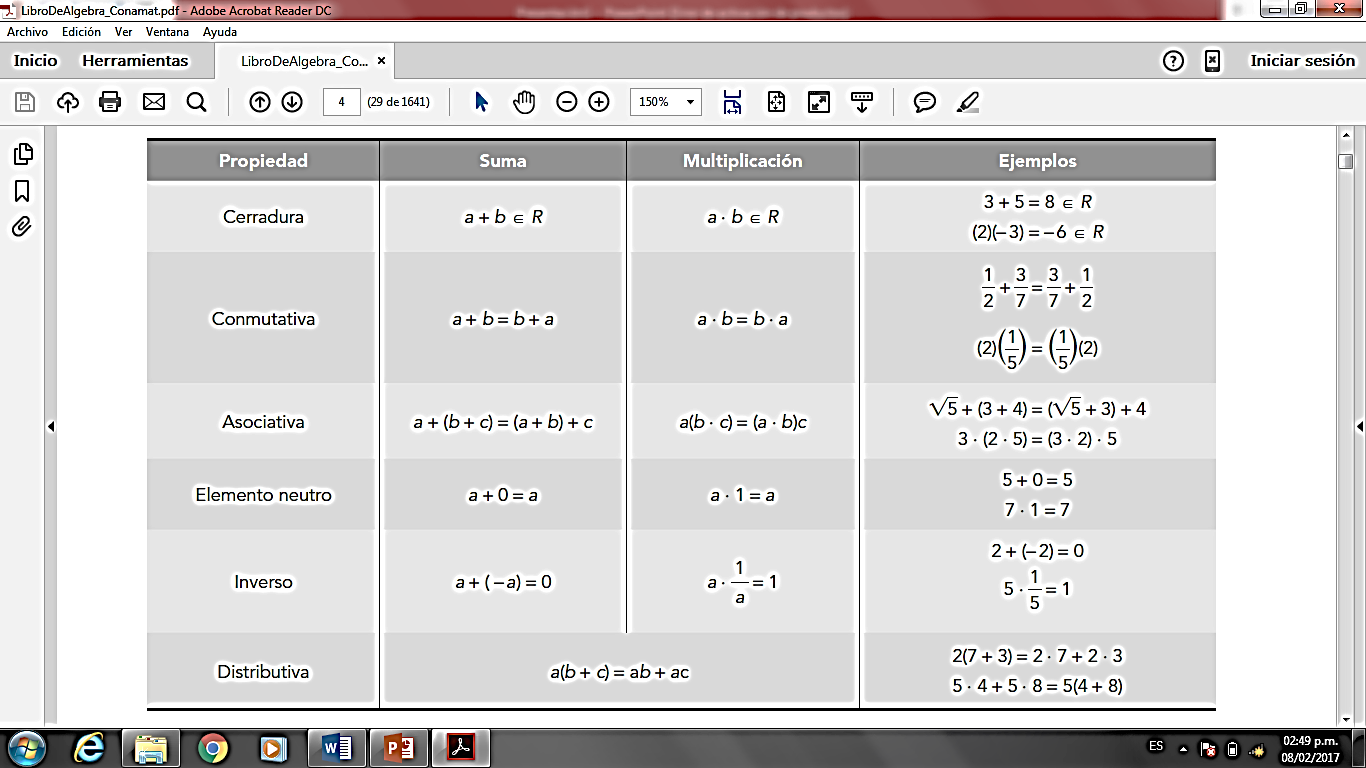 LibroDeAlgebra_Conamat.pdf - Adobe Acrobat Reader DC
Archivo Edición Ver Ventana Ayuda
Inicio Herramientas LibroDeAlgebra_Co... × Iniciar sesión
4 (29 de 1641) 150%
Propiedad Suma Multiplicación Ejemplos
Cerradura a + b ∈ R a · b ∈ R 3 + 5 = 8 ∈ R
(2)(– 3) = – 6 ∈ R
Conmutativa a + b = b + a a · b = b · a 1/2 + 3/7 = 3/7 + 1/2
(2)(1/5) = (1/5)(2)
Asociativa a + (b + c) = (a + b) + c a(b · c) = (a · b)c √5 + (3 + 4) = (√5 + 3) + 4
3 · (2 · 5) = (3 · 2) · 5
Elemento neutro a + 0 = a a · 1 = a 5 + 0 = 5
7 · 1 = 7
Inverso a + ( – a) = 0 a · 1/a = 1 2 + (– 2) = 0
5 · 1/5 = 1
Distributiva a(b + c) = ab + ac 2(7 + 3) = 2 · 7 + 2 · 3
5 · 4 + 5 · 8 = 5(4 + 8)
ES 02:49 p.m.
08/02/2017